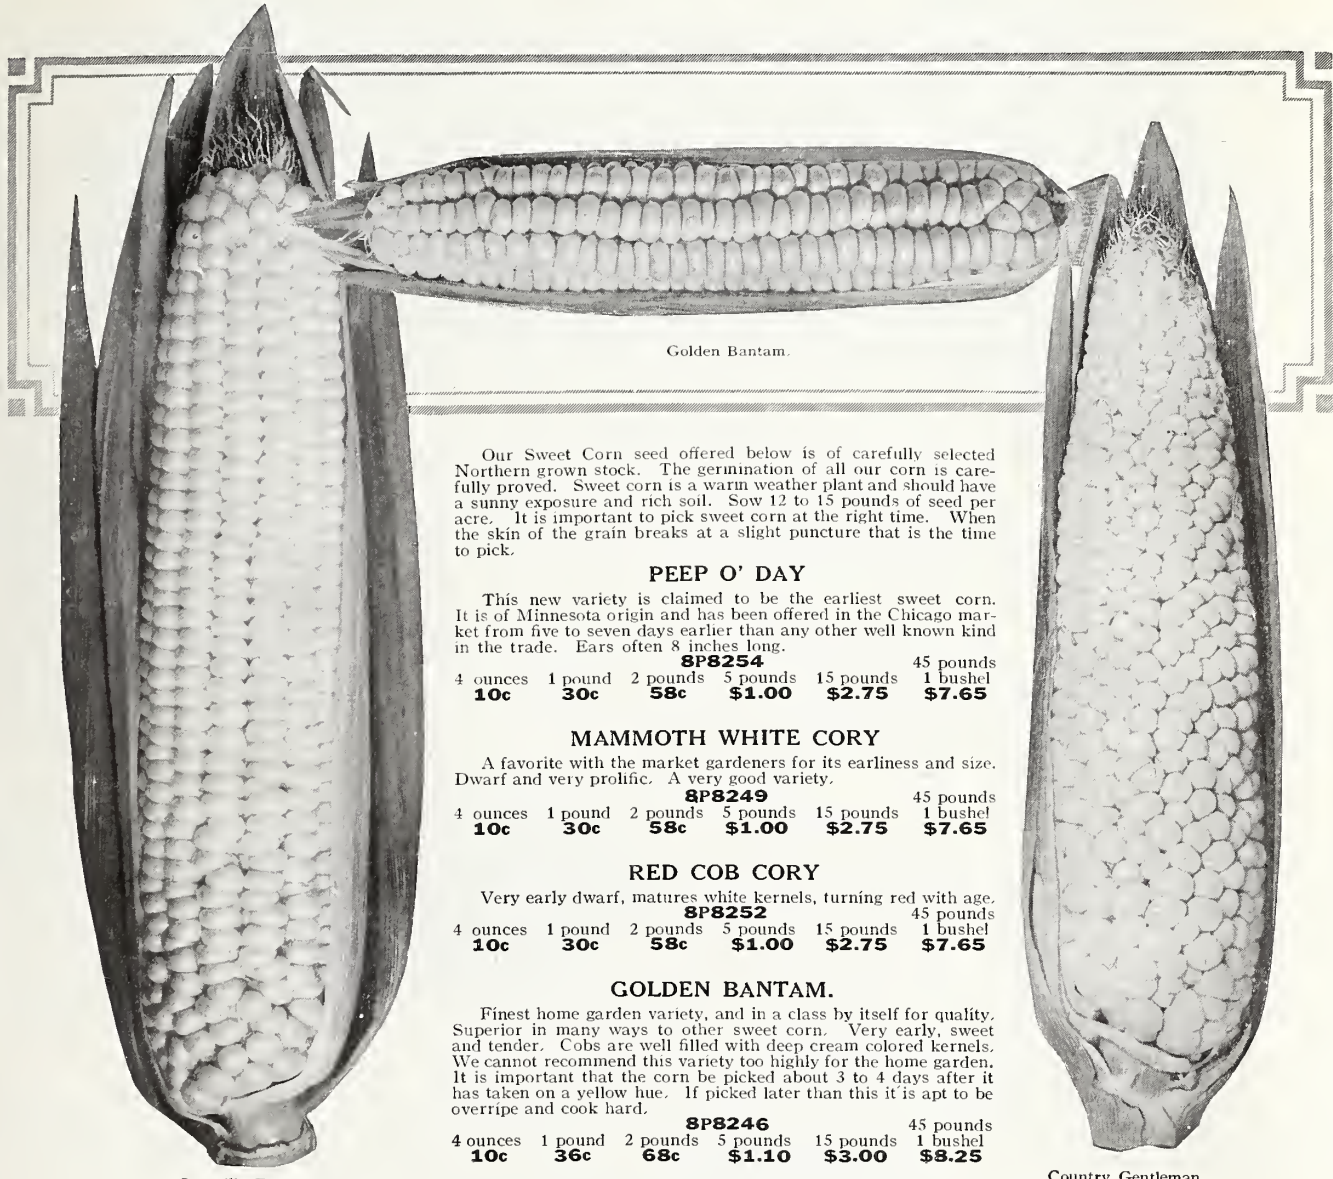 Golden Bantam.
Our Sweet Corn seed offered below is of carefully selected
Northern grown stock. The germination of all our corn is care-
fully proved. Sweet corn is a warm weather plant and should have
a sunny exposure and rich soil. Sow 12 to 15 pounds of seed per
acre. It is important to pick sweet corn at the right time. When
the skin of the grain breaks at a slight puncture that is the time
to pick.
PEEP O' DAY
This new variety is claimed to be the earliest sweet corn.
It is of Minnesota origin and has been offered in the Chicago mar-
ket from five to seven days earlier than any other well known kind
in the trade. Ears often 8 inches long.
8P8254 45 pounds
4 ounces 1 pound 2 pounds 5 pounds 15 pounds 1 bushel
10c 30c 58c $1.00 $2.75 $7.65
MAMMOTH WHITE CORY
A favorite with the market gardeners for its earliness and size.
Dwarf and very prolific. A very good variety.
8P8249 45 pounds
4 ounces 1 pound 2 pounds 5 pounds 15 pounds 1 bushel
10c 30c 58c $1.00 $2.75 $7.65
RED COB CORY
Very early dwarf, matures white kernels, turning red with age.
8P8252 45 pounds
4 ounces 1 pound 2 pounds 5 pounds 15 pounds 1 bushel
10c 30c 58c $1.00 $2.75 $7.65
GOLDEN BANTAM.
Finest home garden variety, and in a class by itself for quality.
Superior in many ways to other sweet corn. Very early, sweet
and tender. Cobs are well filled with deep cream colored kernels.
We cannot recommend this variety too highly for the home garden.
It is important that the corn be picked about 3 to 4 days after it
has taken on a yellow hue. If picked later than this it is apt to be
overripe and cook hard.
8P8246 45 pounds
4 ounces 1 pound 2 pounds 5 pounds 15 pounds 1 bushel
10c 36c 68c $1.10 $3.00 $8.25
Country Gentleman